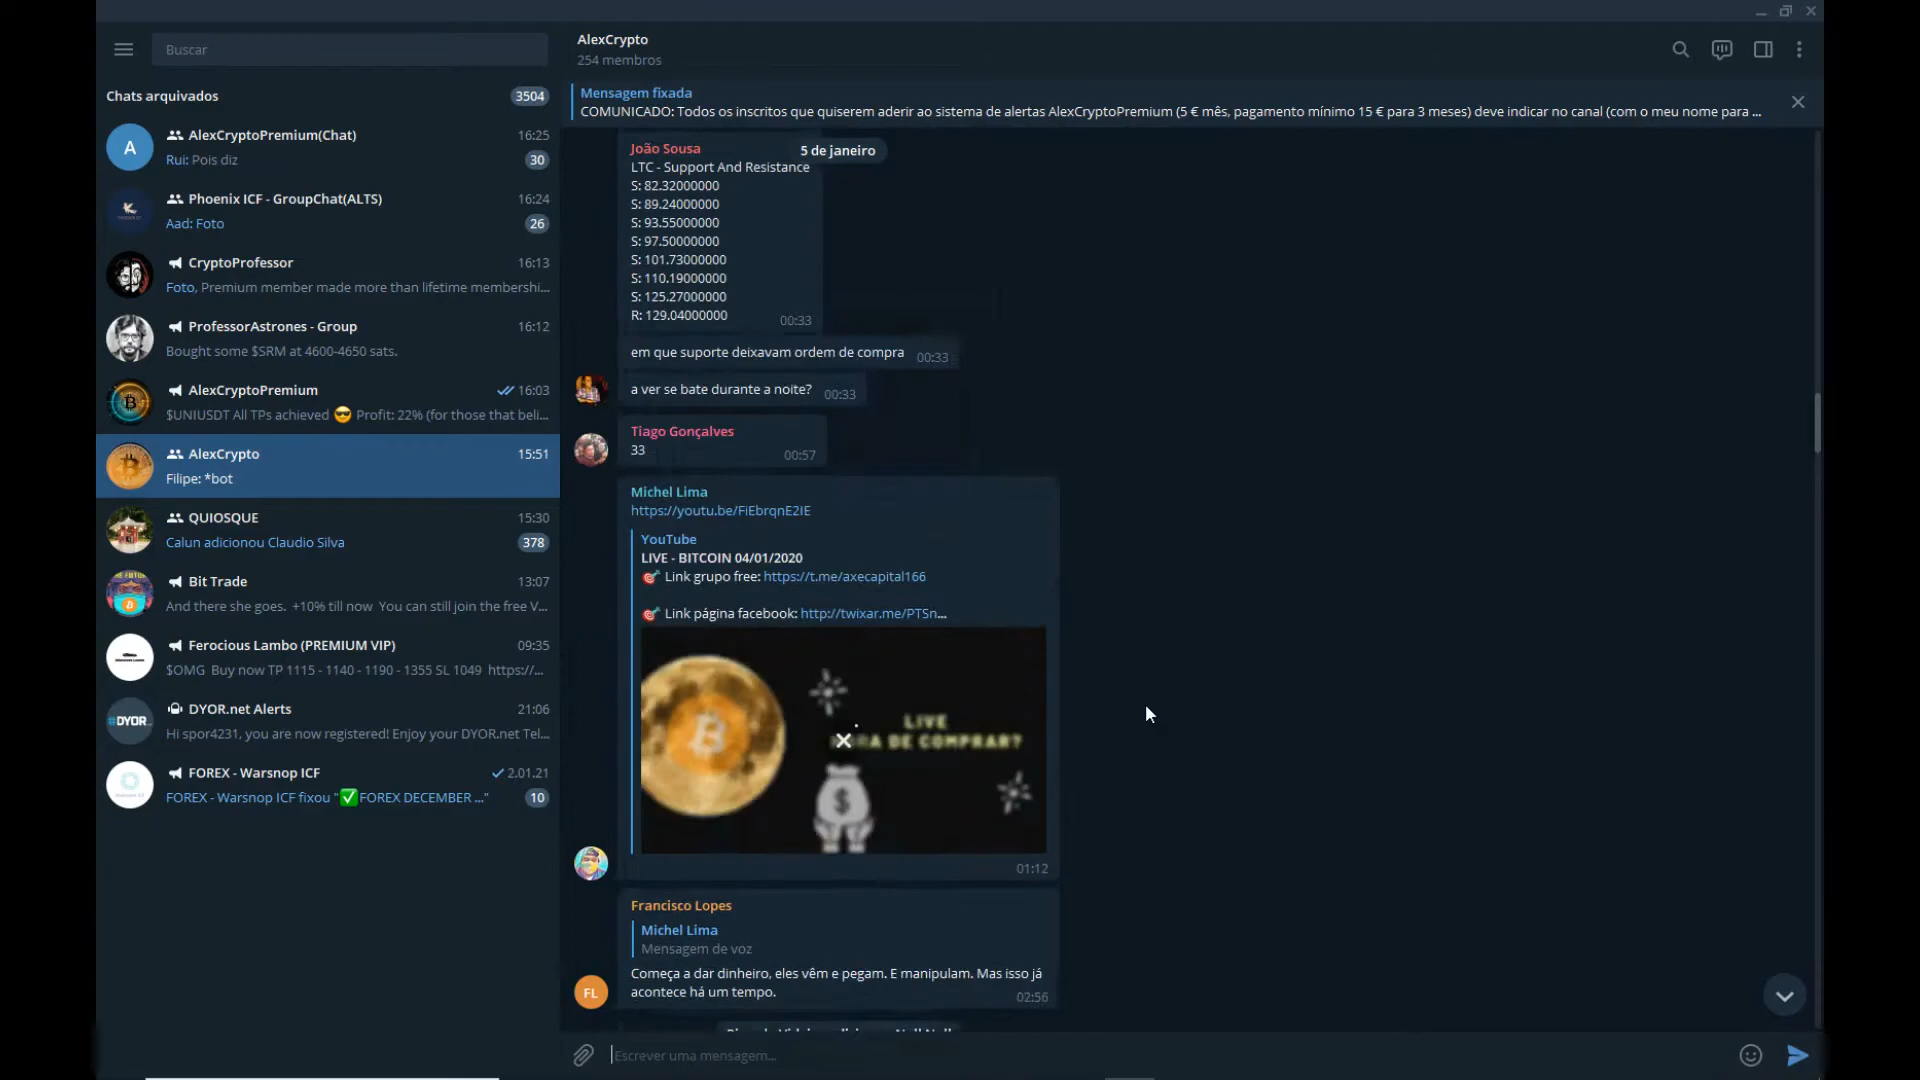 Buscar
Chats arquivados
3504
AlexCryptoPremium(Chat)
16:25
Rui: Pois diz
30
Phoenix ICF - GroupChat(ALTS)
16:24
Aad: Foto
26
CryptoProfessor
16:13
Foto, Premium member made more than lifetime membershi...
ProfessorAstrones - Group
16:12
Bought some $SRM at 4600-4650 sats.
AlexCryptoPremium
16:03
$UNIUSDT All TPs achieved 😎 Profit: 22% (for those that beli...
AlexCrypto
15:51
Filipe: *bot
QUIOSQUE
15:30
Calun adicionou Claudio Silva
378
Bit Trade
13:07
And there she goes. +10% till now You can still join the free V...
Ferocious Lambo (PREMIUM VIP)
09:35
$OMG Buy now TP 1115 - 1140 - 1190 - 1355 SL 1049 https://...
#DYOR
DYOR.net Alerts
21:06
Hi spor4231, you are now registered! Enjoy your DYOR.net Tel...
FOREX - Warsnop ICF
2.01.21
FOREX - Warsnop ICF fixou "✅FOREX DECEMBER ..."
10
AlexCrypto
254 membros
Mensagem fixada
COMUNICADO: Todos os inscritos que quiserem aderir ao sistema de alertas AlexCryptoPremium (5 € mês, pagamento mínimo 15 € para 3 meses) deve indicar no canal (com o meu nome para ...
5 de janeiro
João Sousa
LTC - Support And Resistance
S: 82.32000000
S: 89.24000000
S: 93.55000000
S: 97.50000000
S: 101.73000000
S: 110.19000000
S: 125.27000000
R: 129.04000000
00:33
em que suporte deixavam ordem de compra
00:33
a ver se bate durante a noite?
00:33
Tiago Gonçalves
33
00:57
Michel Lima
https://youtu.be/FiEbrqnE2IE
YouTube
LIVE - BITCOIN 04/01/2020
🎯 Link grupo free: https://t.me/axecapital166
🎯 Link página facebook: http://twixar.me/PTSn...
LIVE
DE COMPRAR?
01:12
Francisco Lopes
Michel Lima
Mensagem de voz
Começa a dar dinheiro, eles vêm e pegam. E manipulam. Mas isso já
acontece há um tempo.
02:56
FL
Escrever uma mensagem...